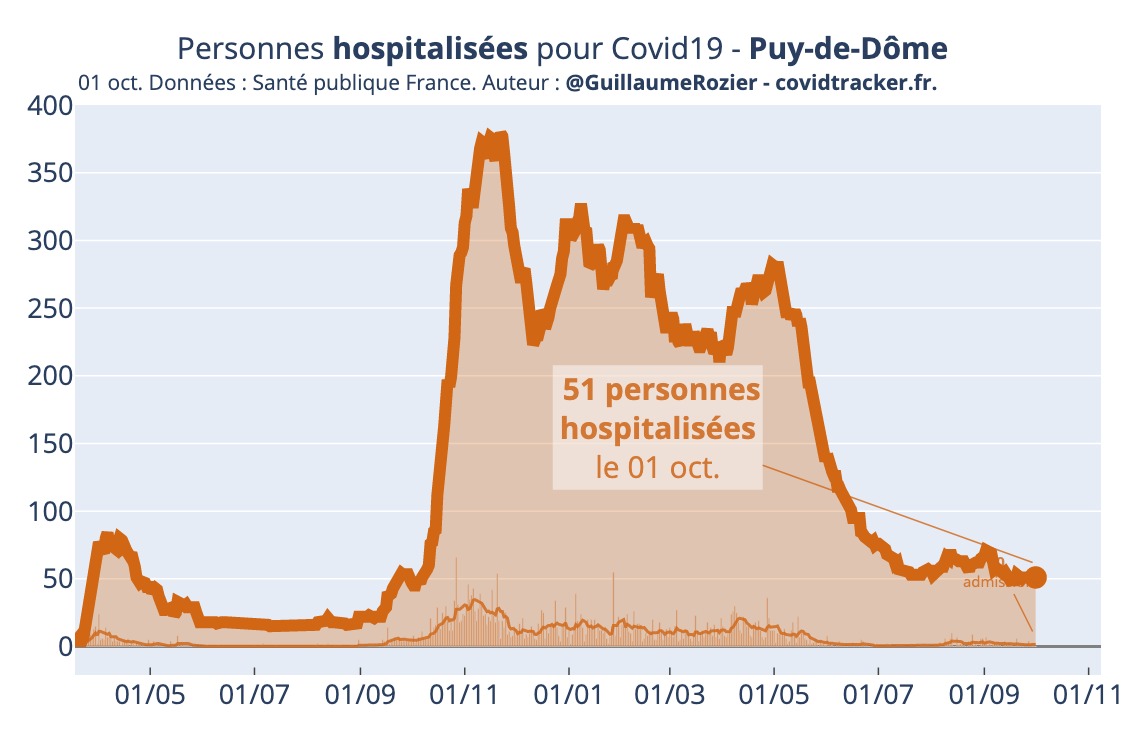 Personnes hospitalisées pour Covid19 - Puy-de-Dôme
01 oct. Données : Santé publique France. Auteur : @GuillaumeRozier - covidtracker.fr.
400
350
300
250
200
150
100
50
0
51 personnes
hospitalisées
le 01 oct.
01/05 01/07 01/09 01/11 01/01 01/03 01/05 01/07 01/09 01/11